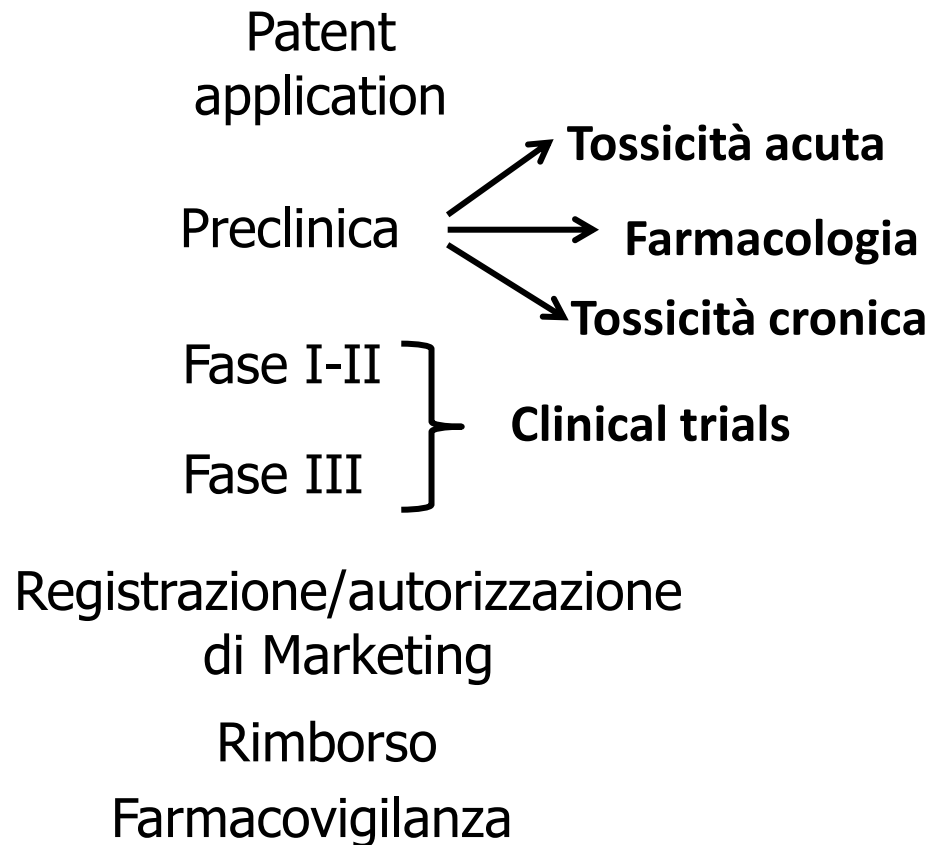 Patent
application
Tossicità acuta
Preclinica
Farmacologia
Tossicità cronica
Fase I-II
Clinical trials
Fase III
Registrazione/autorizzazione
di Marketing
Rimborso
Farmacovigilanza